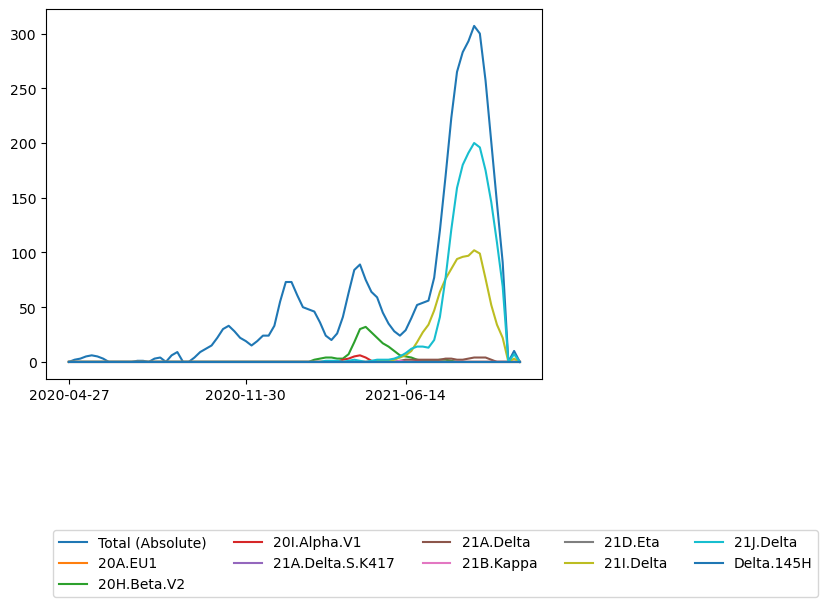 300
250
200
150
100
50
0
2020-04-27 2020-11-30 2021-06-14
Total (Absolute) 20I.Alpha.V1 21A.Delta 21D.Eta 21J.Delta
20A.EU1 21A.Delta.S.K417 21B.Kappa 21I.Delta Delta.145H
20H.Beta.V2